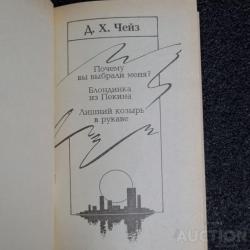 Д. Х. Чейз
Почему
вы выбрали меня?
Блондинка
из Пекина
Лишний козырь
в рукаве
AUCTION